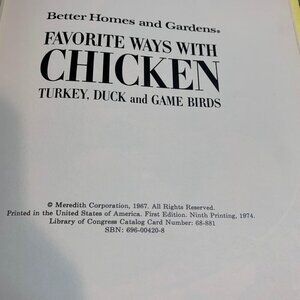 Better Homes and Gardens®
FAVORITE WAYS WITH
CHICKEN
TURKEY, DUCK and GAME BIRDS
© Meredith Corporation, 1967. All Rights Reserved.
Printed in the United States of America. First Edition. Ninth Printing, 1974.
Library of Congress Catalog Card Number: 68-881
SBN: 696-00420-8